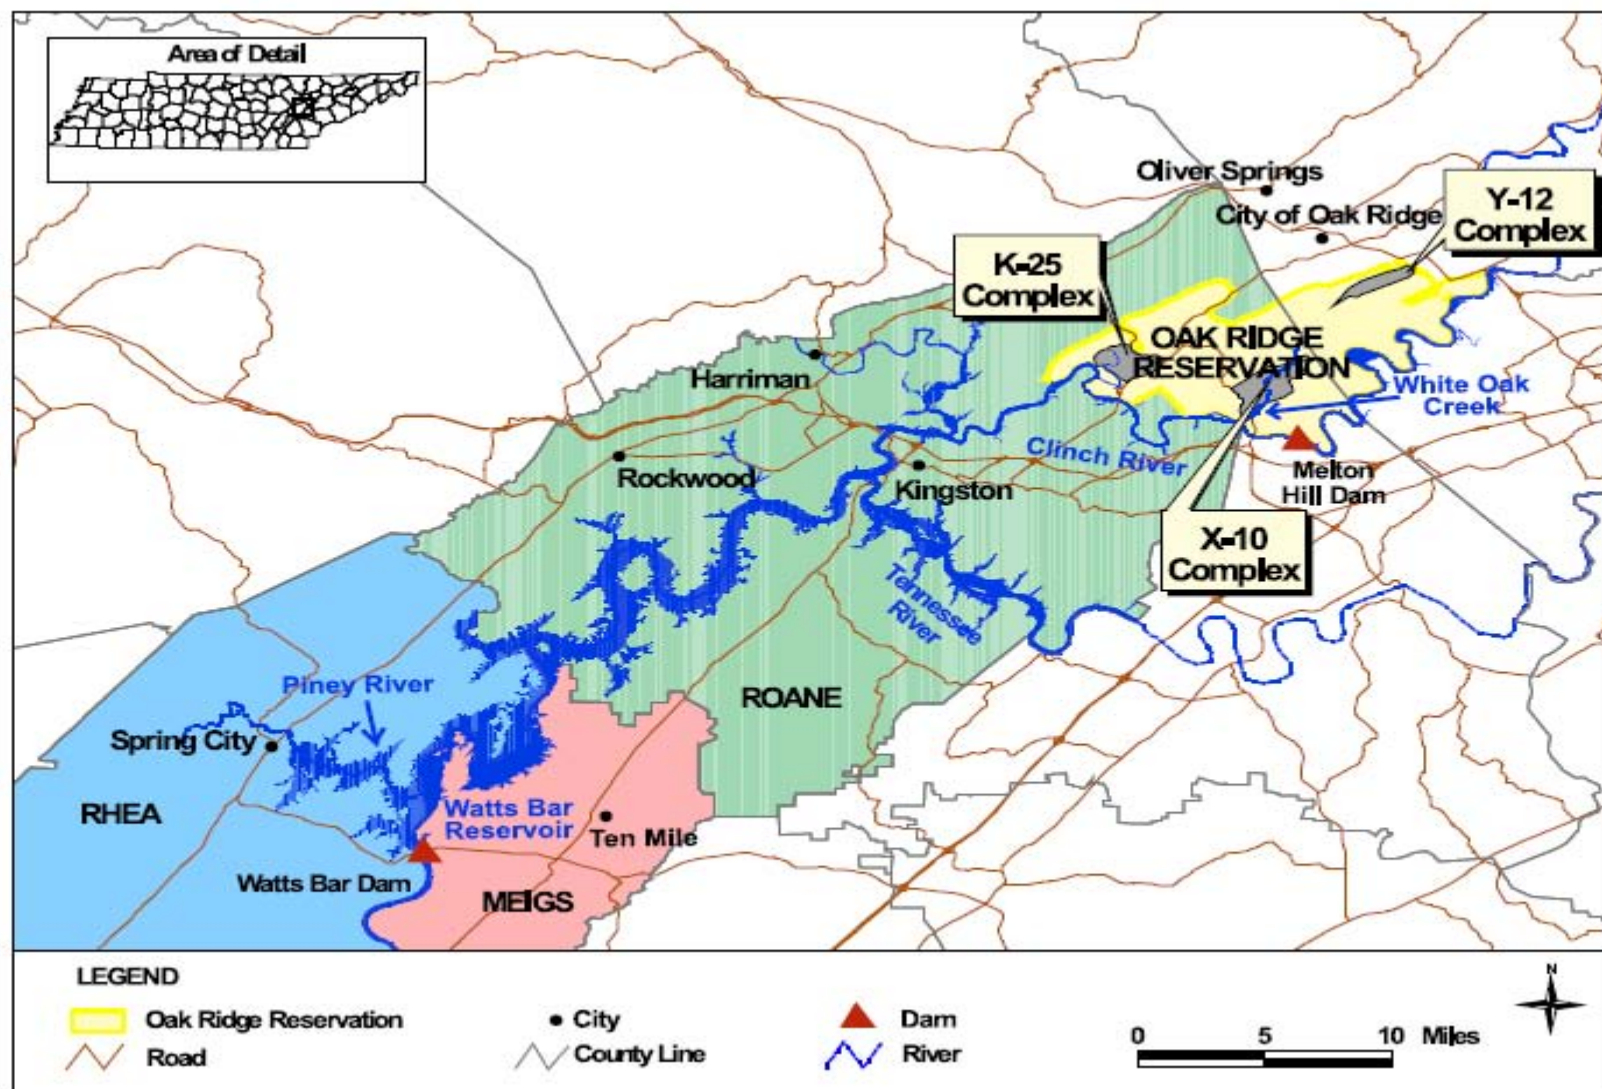 Area of Detail
Oliver Springs
City of Oak Ridge
Y-12
Complex
K-25
Complex
OAK RIDGE
RESERVATION
Harriman
White Oak
Creek
Clinch River
Rockwood
Kingston
Melton
Hill Dam
X-10
Complex
Tennessee
River
Piney River
ROANE
Spring City
RHEA
Watts Bar
Reservoir
Ten Mile
Watts Bar Dam
MEIGS
LEGEND
Oak Ridge Reservation
City
Dam
Road
County Line
River
N
0 5 10 Miles